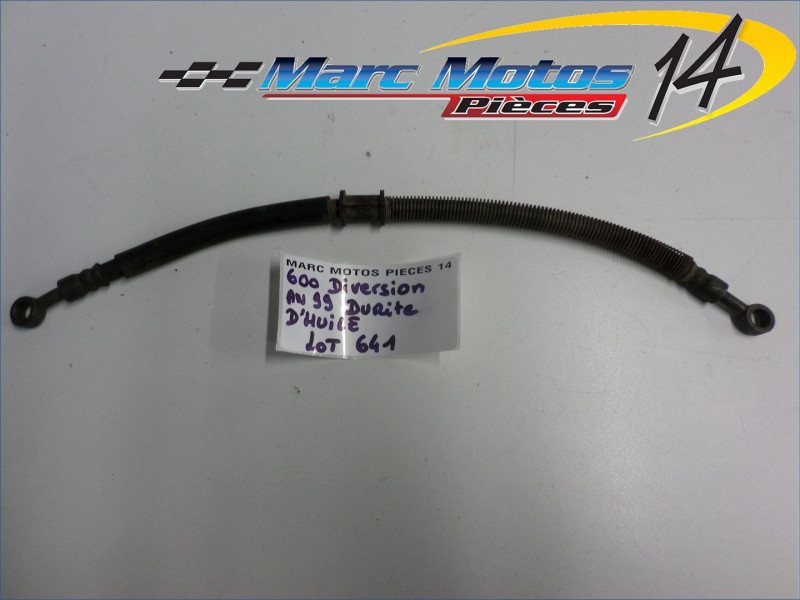 Marc Motos 14
Pièces
MARC MOTOS PIECES 14
600 Diversion
AN 99 DURite
D'HUiLE
LOT 641